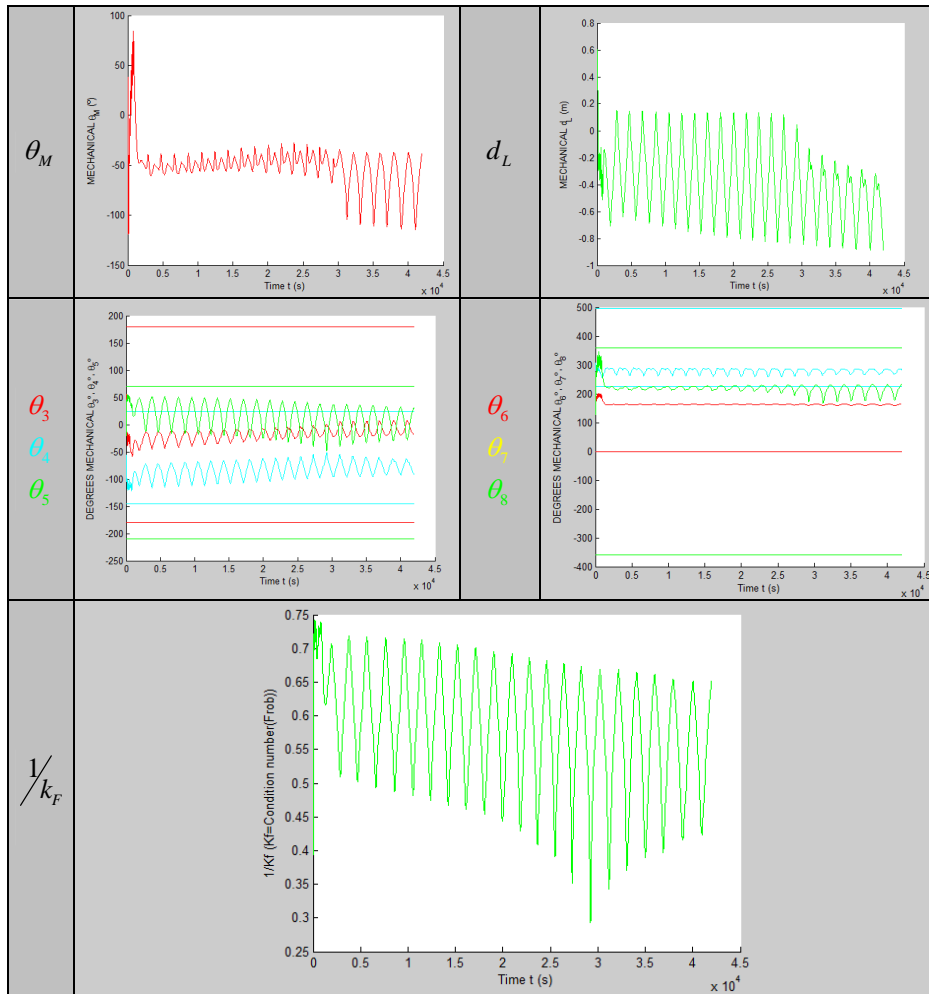 θ_M
MECHANICAL θ_M (º)
100
50
0
-50
-100
-150
0 0.5 1 1.5 2 2.5 3 3.5 4 4.5
Time t (s)
x 10^4
d_L
MECHANICAL d_L (m)
0.8
0.6
0.4
0.2
0
-0.2
-0.4
-0.6
-0.8
-1
0 0.5 1 1.5 2 2.5 3 3.5 4 4.5
Time t (s)
x 10^4
θ_3
θ_4
θ_5
DEGREES MECHANICAL θ_3º, θ_4º, θ_5º
200
150
100
50
0
-50
-100
-150
-200
-250
0 0.5 1 1.5 2 2.5 3 3.5 4 4.5
Time t (s)
x 10^4
θ_6
θ_7
θ_8
DEGREES MECHANICAL θ_6º, θ_7º, θ_8º
500
400
300
200
100
0
-100
-200
-300
-400
0 0.5 1 1.5 2 2.5 3 3.5 4 4.5
Time t (s)
x 10^4
1/k_F
1/Kf (Kf=Condition number(Frob))
0.75
0.7
0.65
0.6
0.55
0.5
0.45
0.4
0.35
0.3
0.25
0 0.5 1 1.5 2 2.5 3 3.5 4 4.5
Time t (s)
x 10^4